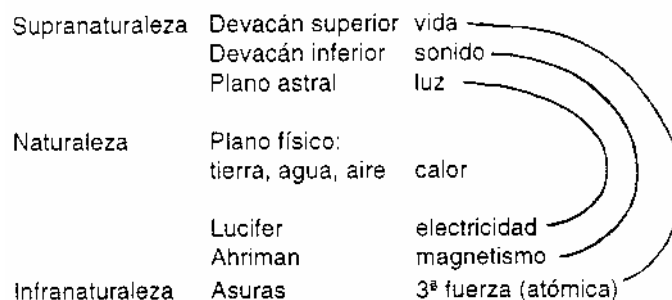 Supranaturaleza Devacán superior vida
Devacán inferior sonido
Plano astral luz
Naturaleza Plano físico:
tierra, agua, aire calor
Lucifer electricidad
Ahriman magnetismo
Infranaturaleza Asuras 3ª fuerza (atómica)